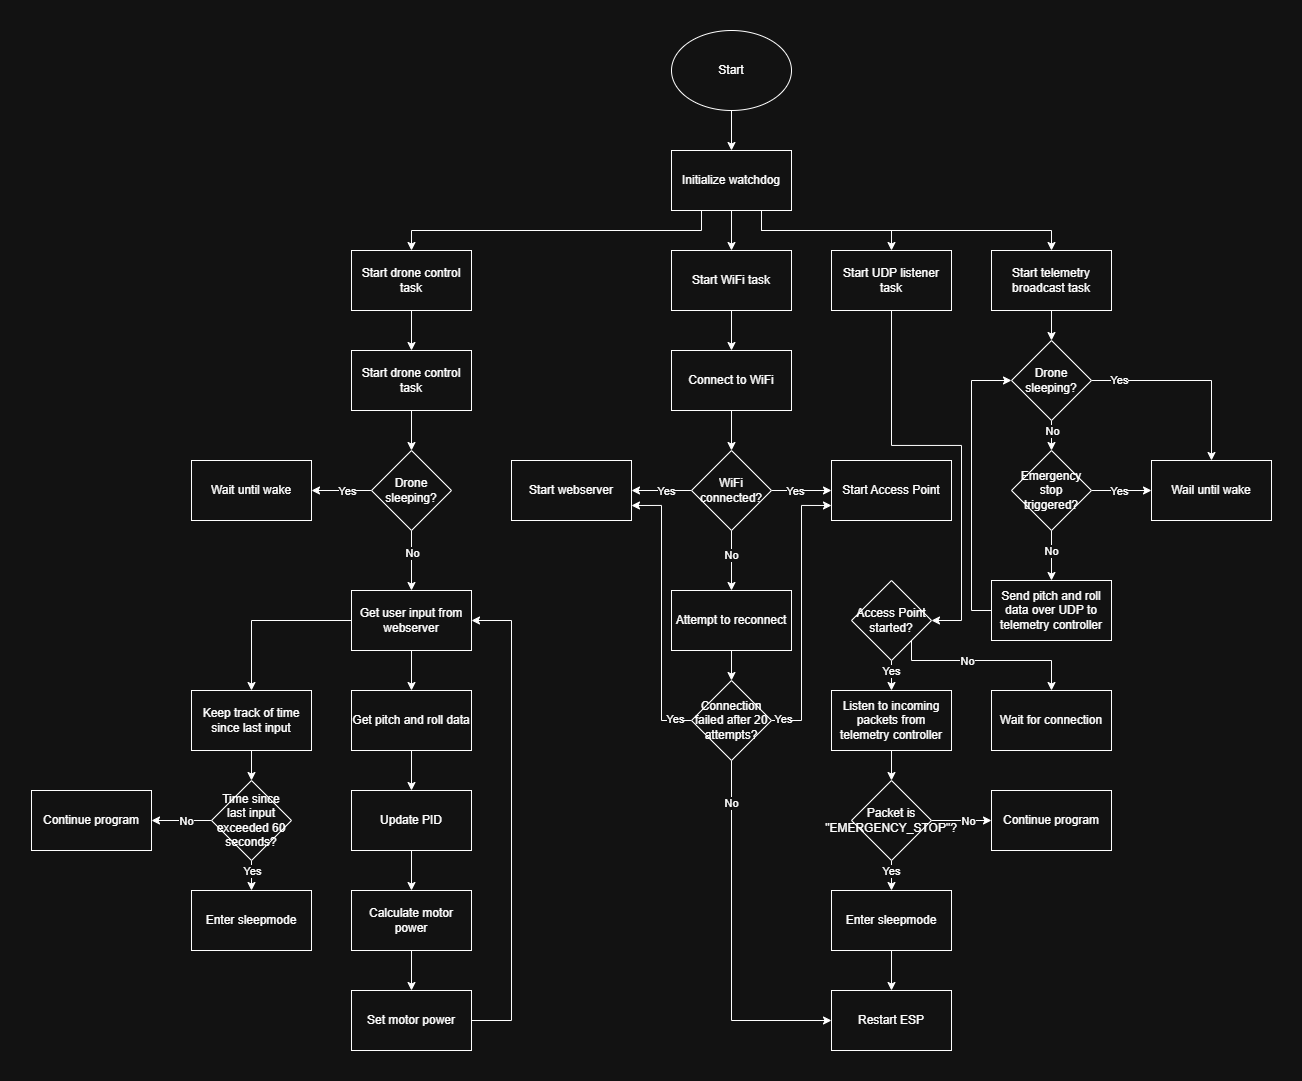 Start
Initialize watchdog
Start drone control
task
Start WiFi task
Start UDP listener
task
Start telemetry
broadcast task
Start drone control
task
Connect to WiFi
Drone
sleeping?
Yes
No
Wait until wake
Yes
Drone
sleeping?
No
Start webserver
Yes
WiFi
connected?
Yes
No
Start Access Point
Emergency
stop
triggered?
Yes
No
Wail until wake
Get user input from
webserver
Attempt to reconnect
Access Point
started?
Yes
No
Send pitch and roll
data over UDP to
telemetry controller
Keep track of time
since last input
Get pitch and roll data
Yes
Connection
failed after 20
attempts?
Yes
No
Listen to incoming
packets from
telemetry controller
Wait for connection
Continue program
No
Time since
last input
exceeded 60
seconds?
Yes
Update PID
Packet is
"EMERGENCY_STOP"?
No
Yes
Continue program
Enter sleepmode
Calculate motor
power
Enter sleepmode
Set motor power
Restart ESP